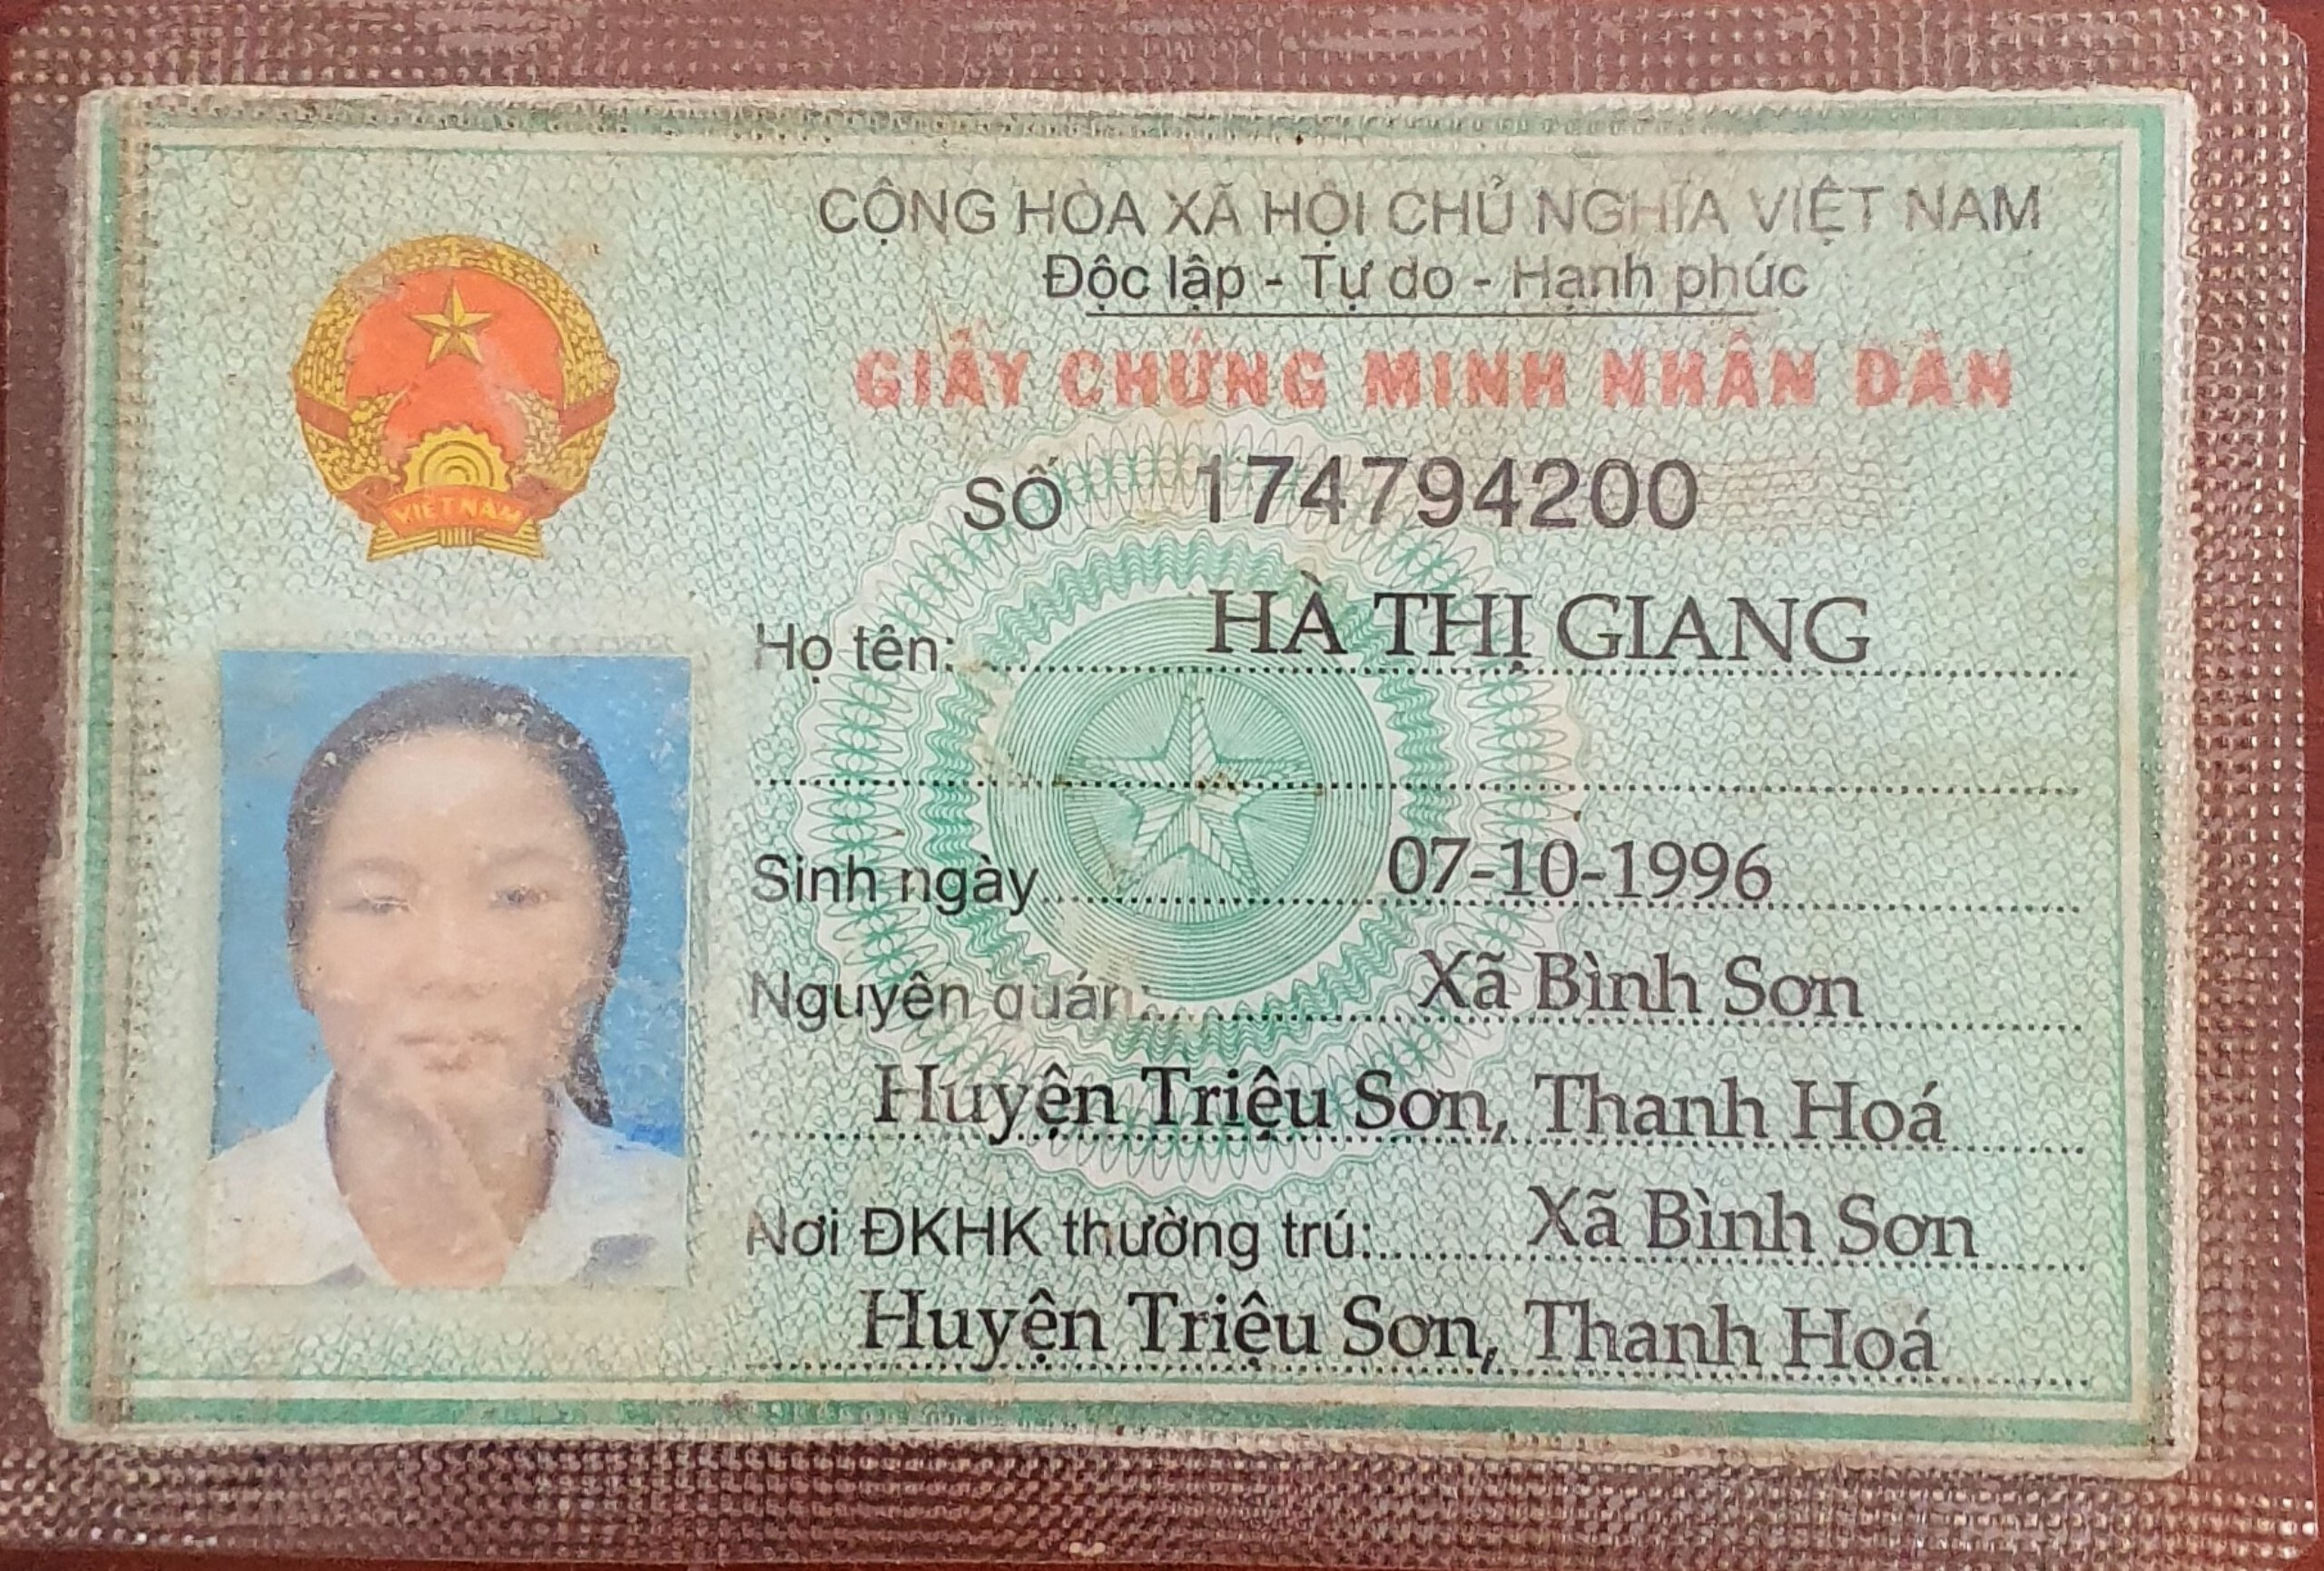 CỘNG HÒA XÃ HỘI CHỦ NGHĨA VIỆT NAM
Độc lập - Tự do - Hạnh phúc
GIẤY CHỨNG MINH NHÂN DÂN
VIET NAM
SỐ 174794200
Họ tên: HÀ THỊ GIANG
Sinh ngày 07-10-1996
Nguyên quán: Xã Bình Sơn
Huyện Triệu Sơn, Thanh Hoá
Nơi ĐKHK thường trú: Xã Bình Sơn
Huyện Triệu Sơn, Thanh Hoá